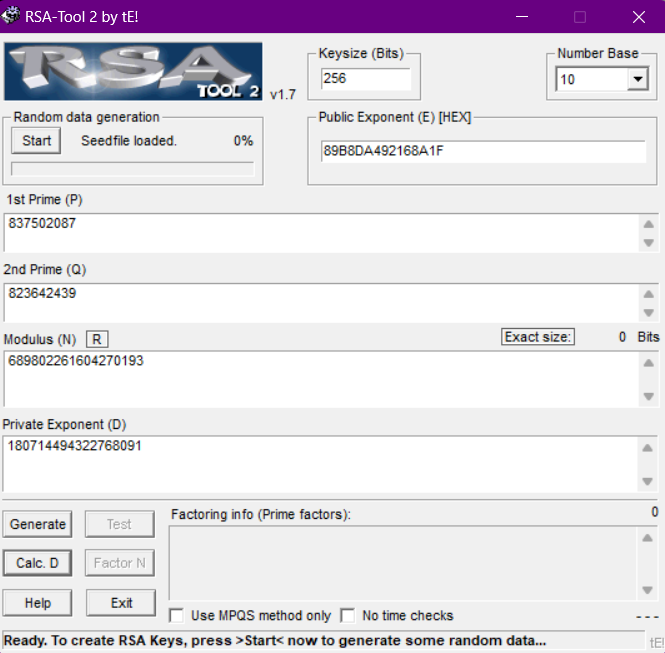 RSA-Tool 2 by tE!
RSA
TOOL 2
v1.7
Keysize (Bits)
256
Number Base
10
Random data generation
Start
Seedfile loaded.
0%
Public Exponent (E) [HEX]
89B8DA492168A1F
1st Prime (P)
837502087
2nd Prime (Q)
823642439
Modulus (N)
R
Exact size:
0
Bits
689802261604270193
Private Exponent (D)
180714494322768091
Generate
Test
Factoring info (Prime factors):
0
Calc. D
Factor N
Help
Exit
Use MPQS method only
No time checks
---
Ready. To create RSA Keys, press >Start< now to generate some random data...
tE!